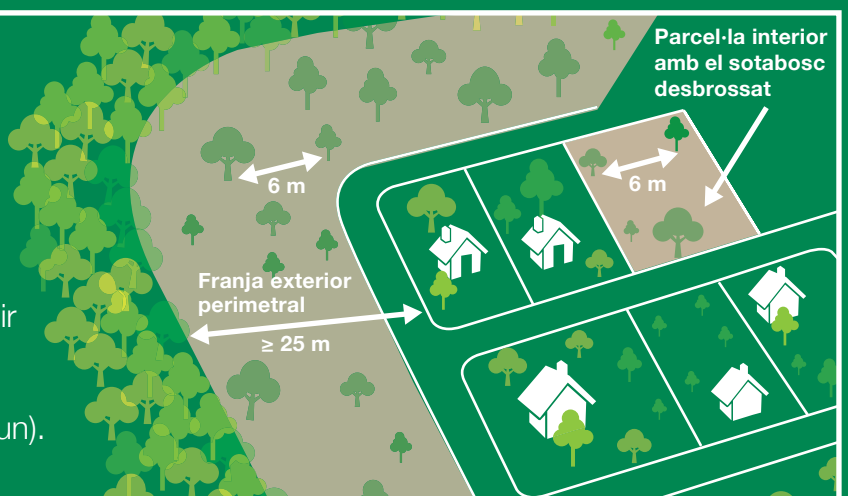 Parcel·la interior
amb el sotabosc
desbrossat
6 m
6 m
Franja exterior
perimetral
≥ 25 m
ir
un).